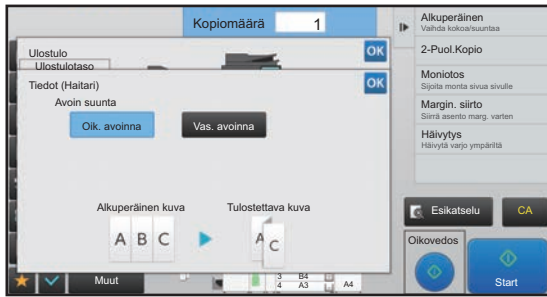 Kopiomäärä 1
Ulostulo
OK
Ulostulotaso
Tiedot (Haitari)
OK
Avoin suunta
Oik. avoinna
Vas. avoinna
Alkuperäinen kuva
Tulostettava kuva
A B C
A C
Muut
3 B4
4 A3
A4
Alkuperäinen
Vaihda kokoa/suuntaa
2-Puol.Kopio
Moniotos
Sijoita monta sivua sivulle
Margin. siirto
Siirrä asento marg. varten
Häivytys
Häivytä varjo ympäriltä
Esikatselu
CA
Oikovedos
Start